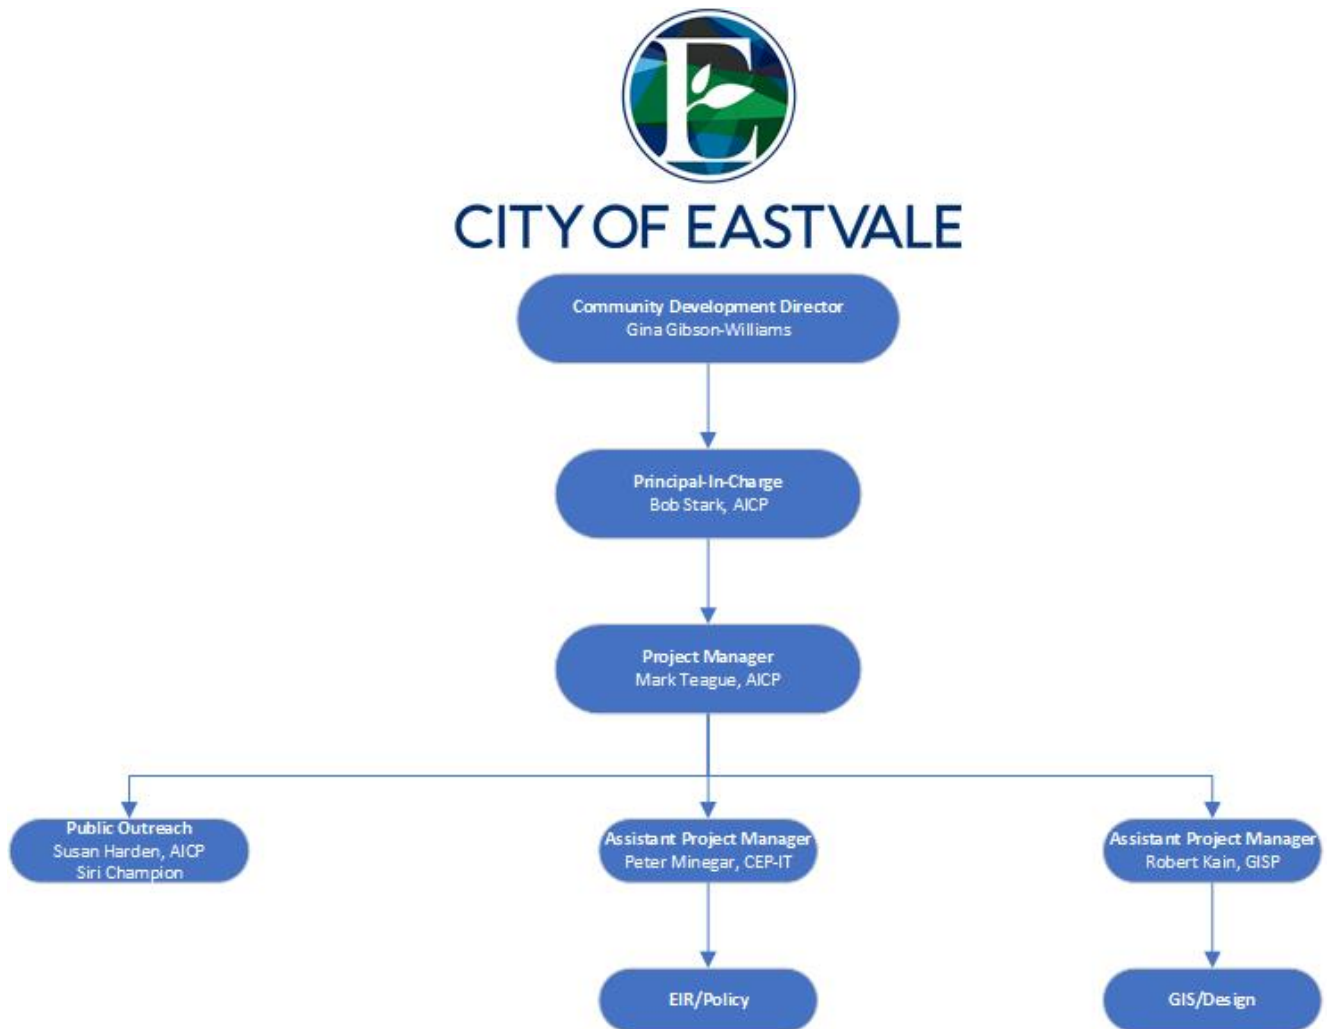 E
CITY OF EASTVALE
Community Development Director
Gina Gibson-Williams
Principal-In-Charge
Bob Stark, AICP
Project Manager
Mark Teague, AICP
Public Outreach
Susan Harden, AICP
Siri Champion
Assistant Project Manager
Peter Minegar, CEP-IT
Assistant Project Manager
Robert Kain, GISP
EIR/Policy
GIS/Design